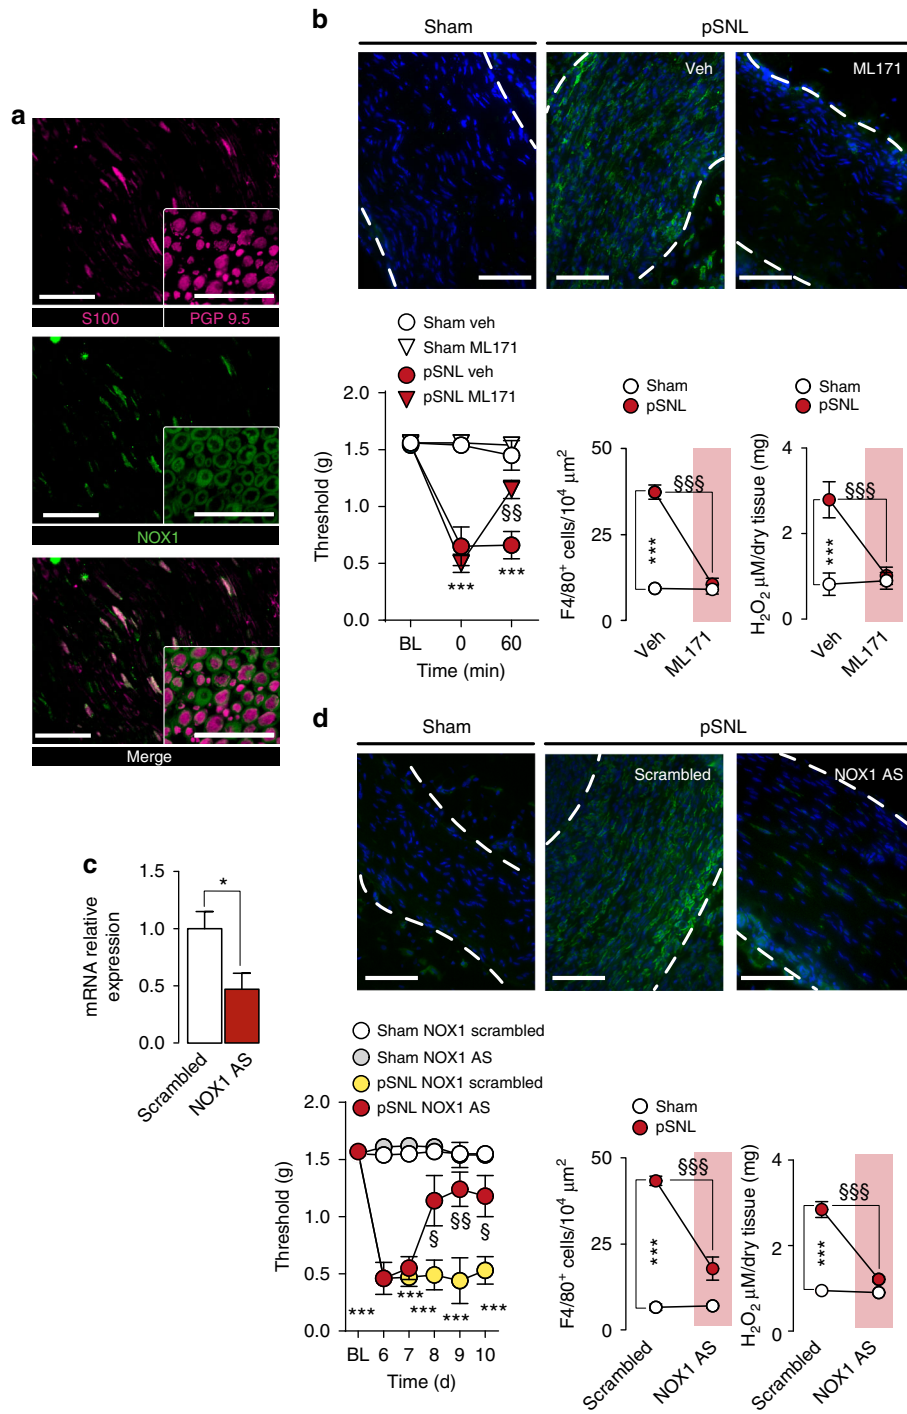 a
S100
PGP 9.5
NOX1
Merge
b
Sham
pSNL
Veh
ML171
Sham veh
Sham ML171
pSNL veh
pSNL ML171
Threshold (g)
2.0
1.5
1.0
0.5
0.0
§§
***
***
BL
0
60
Time (min)
Sham
pSNL
F4/80⁺ cells/10⁴ μm²
50
25
0
§§§
***
Veh
ML171
Sham
pSNL
H₂O₂ μM/dry tissue (mg)
4
2
0
§§§
***
Veh
ML171
c
mRNA relative
expression
1.5
1.0
0.5
0.0
*
Scrambled
NOX1 AS
d
Sham
pSNL
Scrambled
NOX1 AS
Sham NOX1 scrambled
Sham NOX1 AS
pSNL NOX1 scrambled
pSNL NOX1 AS
Threshold (g)
2.0
1.5
1.0
0.5
0.0
§
§§
§
***
***
***
***
***
BL
6
7
8
9
10
Time (d)
Sham
pSNL
F4/80⁺ cells/10⁴ μm²
50
25
0
§§§
***
Scrambled
NOX1 AS
H₂O₂ μM/dry tissue (mg)
4
2
0
§§§
***
Scrambled
NOX1 AS